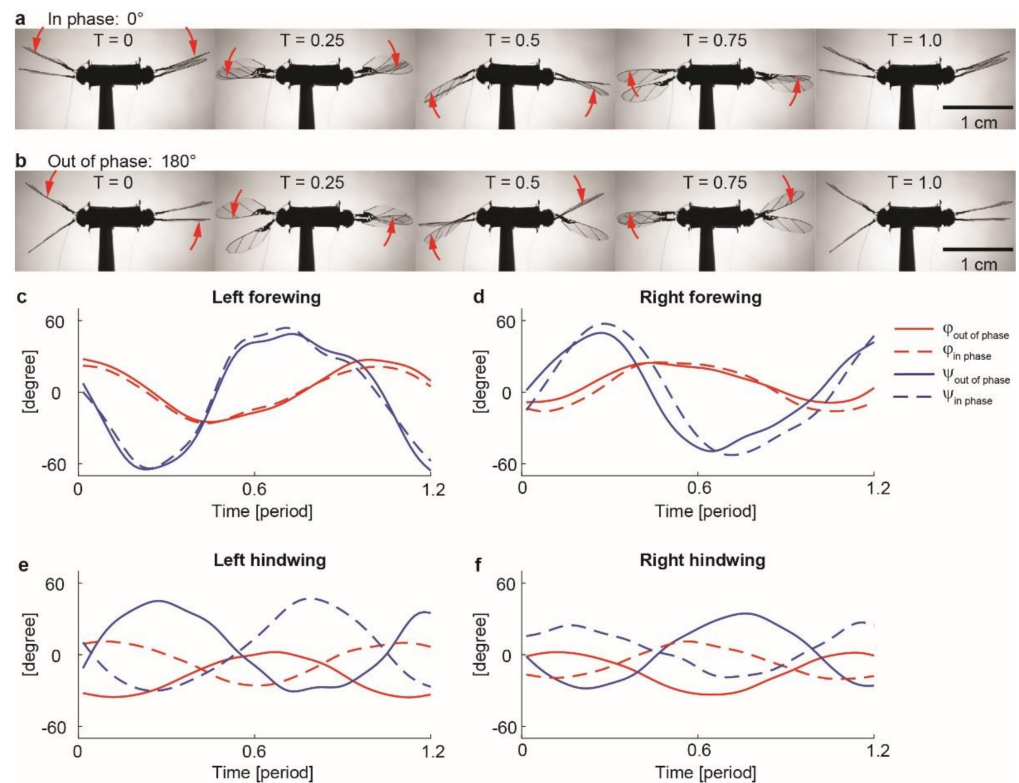 a In phase: 0°
T = 0 T = 0.25 T = 0.5 T = 0.75 T = 1.0
1 cm
b Out of phase: 180°
T = 0 T = 0.25 T = 0.5 T = 0.75 T = 1.0
1 cm
c Left forewing
60
0
-60
[degree]
0 0.6 1.2
Time [period]
d Right forewing
60
0
-60
[degree]
0 0.6 1.2
Time [period]
φout of phase
φin phase
ψout of phase
ψin phase
e Left hindwing
60
0
-60
[degree]
0 0.6 1.2
Time [period]
f Right hindwing
60
0
-60
[degree]
0 0.6 1.2
Time [period]